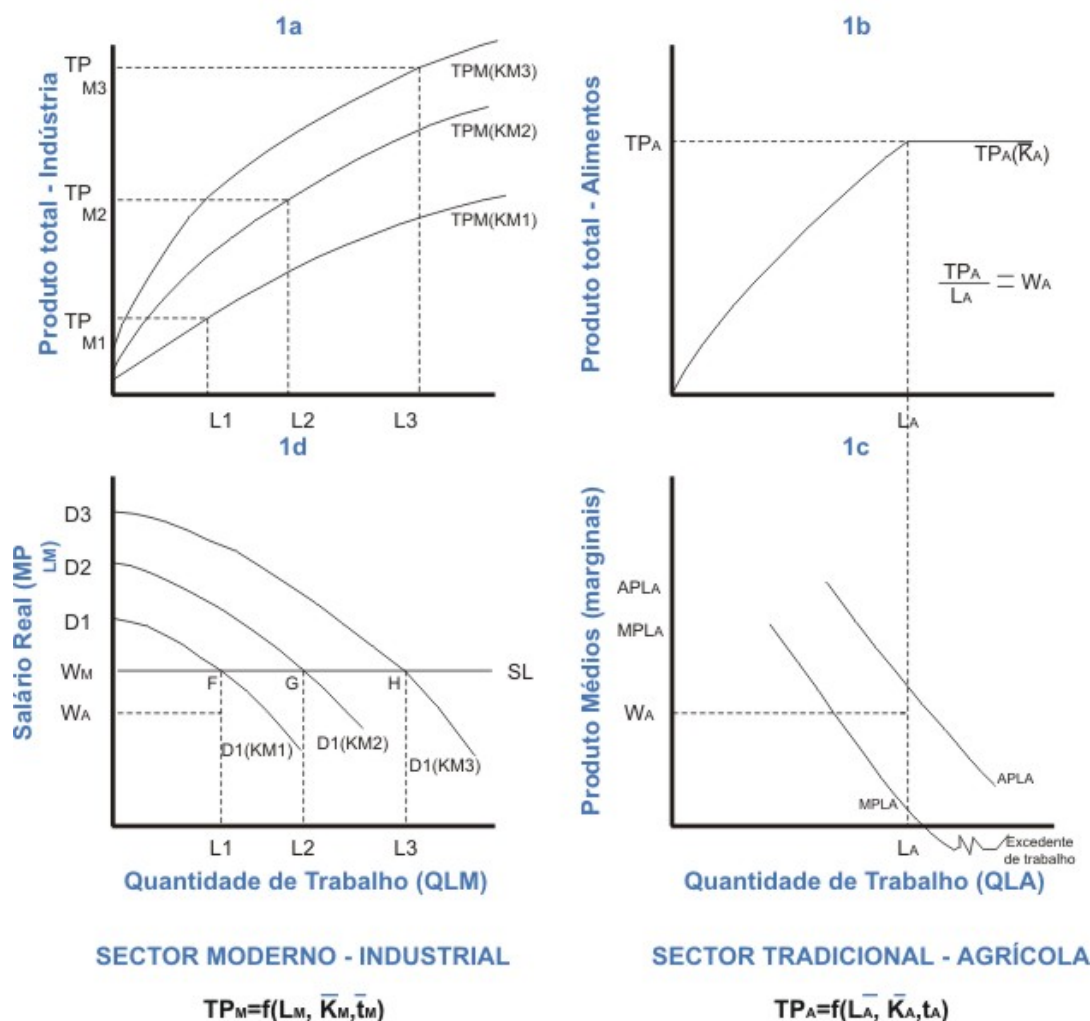 1a
Produto total - Indústria
TP M3
TP M2
TP M1
TPM(KM3)
TPM(KM2)
TPM(KM1)
L1 L2 L3
1b
Produto total - Alimentos
TPA
TPA(K̅A)
TPA/LA = WA
LA
1d
Salário Real (MP LM)
D3
D2
D1
WM
WA
F G H
SL
D1(KM1)
D1(KM2)
D1(KM3)
L1 L2 L3
Quantidade de Trabalho (QLM)
1c
Produto Médios (marginais)
APLA
MPLA
WA
APLA
MPLA
LA
Excedente
de trabalho
Quantidade de Trabalho (QLA)
SECTOR MODERNO - INDUSTRIAL
TPM=f(LM, K̅M,t̅M)
SECTOR TRADICIONAL - AGRÍCOLA
TPA=f(LA̅, K̅A,tA)